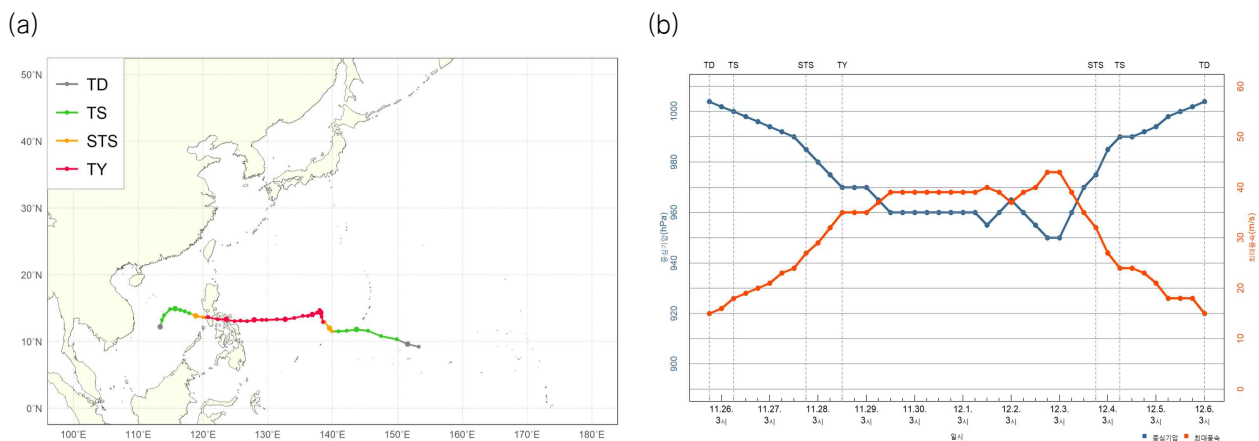 (a)
50°N
40°N
30°N
20°N
10°N
0°N
TD
TS
STS
TY
100°E 110°E 120°E 130°E 140°E 150°E 160°E 170°E 180°E
(b)
TD TS STS TY STS TS TD
중심기압(hPa)
1000
980
960
940
920
900
최대풍속(m/s)
60
50
40
30
20
10
0
11.26. 11.27. 11.28. 11.29. 11.30. 12.1. 12.2. 12.3. 12.4. 12.5. 12.6.
3시 3시 3시 3시 3시 3시 3시 3시 3시 3시 3시
일시
중심기압 최대풍속